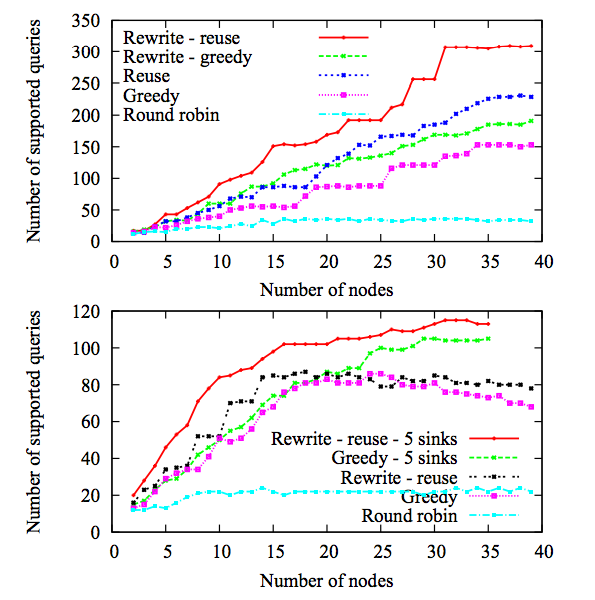 350
300
250
200
150
100
50
0
Number of supported queries
Rewrite - reuse
Rewrite - greedy
Reuse
Greedy
Round robin
0 5 10 15 20 25 30 35 40
Number of nodes
120
100
80
60
40
20
0
Number of supported queries
Rewrite - reuse - 5 sinks
Greedy - 5 sinks
Rewrite - reuse
Greedy
Round robin
0 5 10 15 20 25 30 35 40
Number of nodes